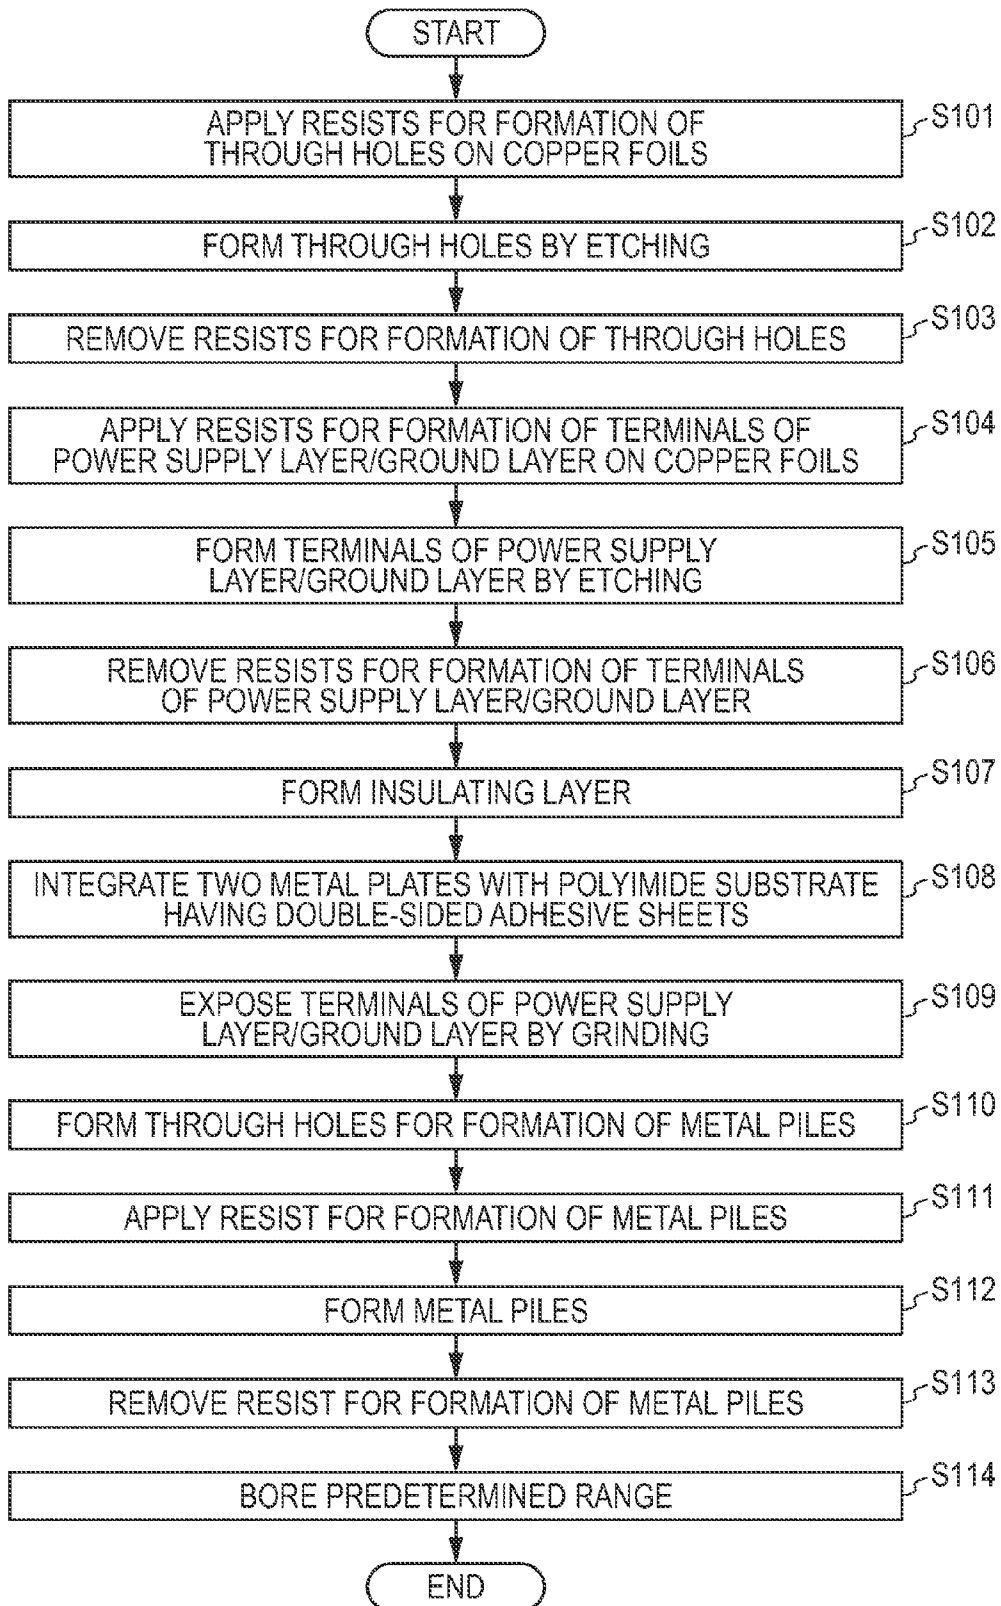 START
APPLY RESISTS FOR FORMATION OF
THROUGH HOLES ON COPPER FOILS
S101
FORM THROUGH HOLES BY ETCHING
S102
REMOVE RESISTS FOR FORMATION OF THROUGH HOLES
S103
APPLY RESISTS FOR FORMATION OF TERMINALS OF
POWER SUPPLY LAYER/GROUND LAYER ON COPPER FOILS
S104
FORM TERMINALS OF POWER SUPPLY
LAYER/GROUND LAYER BY ETCHING
S105
REMOVE RESISTS FOR FORMATION OF TERMINALS
OF POWER SUPPLY LAYER/GROUND LAYER
S106
FORM INSULATING LAYER
S107
INTEGRATE TWO METAL PLATES WITH POLYIMIDE SUBSTRATE
HAVING DOUBLE-SIDED ADHESIVE SHEETS
S108
EXPOSE TERMINALS OF POWER SUPPLY
LAYER/GROUND LAYER BY GRINDING
S109
FORM THROUGH HOLES FOR FORMATION OF METAL PILES
S110
APPLY RESIST FOR FORMATION OF METAL PILES
S111
FORM METAL PILES
S112
REMOVE RESIST FOR FORMATION OF METAL PILES
S113
BORE PREDETERMINED RANGE
S114
END